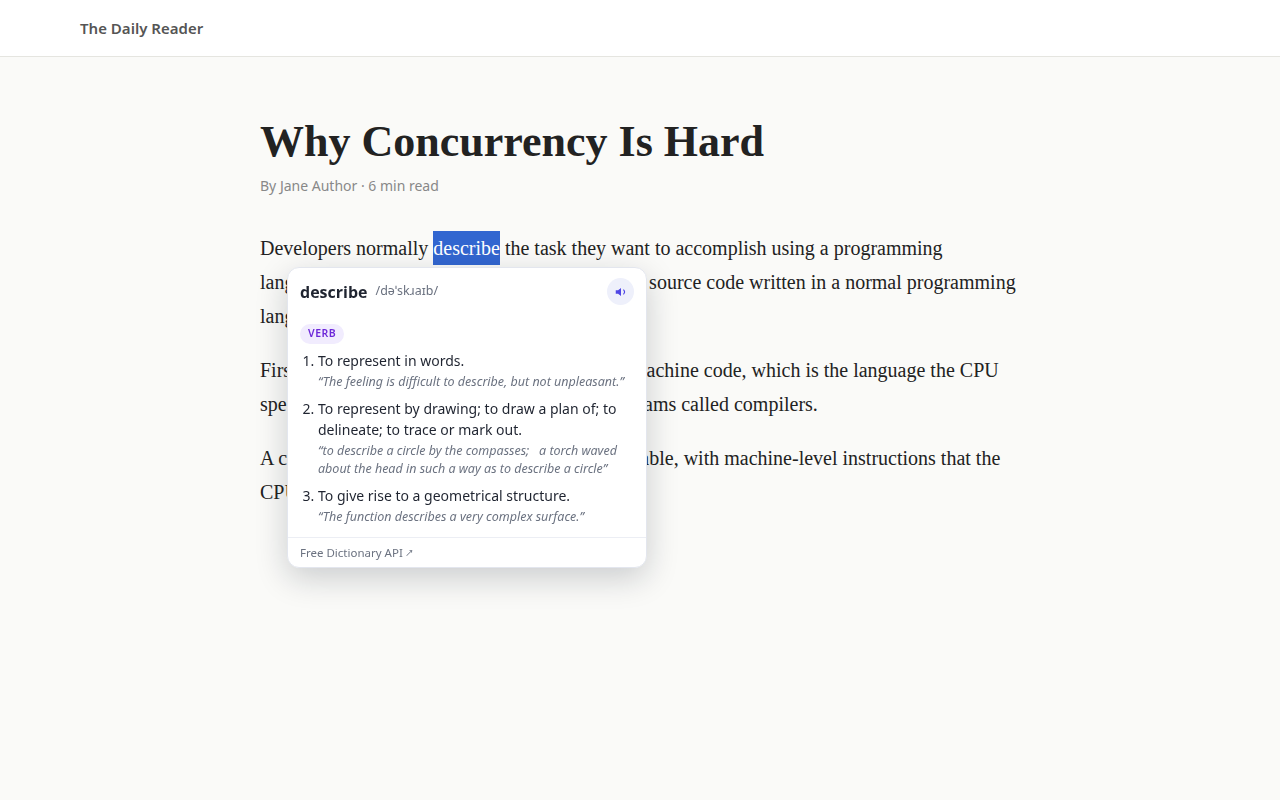 The Daily Reader
Why Concurrency Is Hard
By Jane Author · 6 min read
Developers normally describe the task they want to accomplish using a programming
source code written in a normal programming
describe /dəˈskɹaɪb/
VERB
1. To represent in words.
“The feeling is difficult to describe, but not unpleasant.”
2. To represent by drawing; to draw a plan of; to
delineate; to trace or mark out.
“to describe a circle by the compasses; a torch waved
about the head in such a way as to describe a circle”
3. To give rise to a geometrical structure.
“The function describes a very complex surface.”
Free Dictionary API ↗
code, which is the language the CPU
called compilers.
A
with machine-level instructions that the